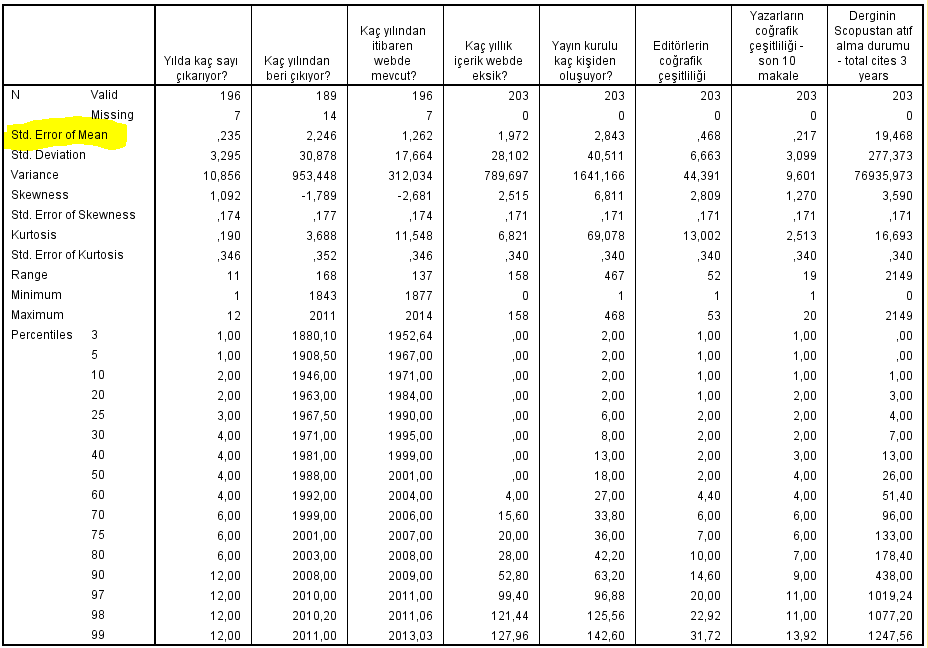 Yılda kaç sayı çıkarıyor? Kaç yılından beri çıkıyor? Kaç yılından itibaren webde mevcut? Kaç yıllık içerik webde eksik? Yayın kurulu kaç kişiden oluşuyor? Editörlerin coğrafik çeşitliliği Yazarların coğrafik çeşitliliği - son 10 makale Derginin Scopustan atıf alma durumu - total cites 3 years
N Valid 196 189 196 203 203 203 203 203
Missing 7 14 7 0 0 0 0 0
Std. Error of Mean ,235 2,246 1,262 1,972 2,843 ,468 ,217 19,468
Std. Deviation 3,295 30,878 17,664 28,102 40,511 6,663 3,099 277,373
Variance 10,856 953,448 312,034 789,697 1641,166 44,391 9,601 76935,973
Skewness 1,092 -1,789 -2,681 2,515 6,811 2,809 1,270 3,590
Std. Error of Skewness ,174 ,177 ,174 ,171 ,171 ,171 ,171 ,171
Kurtosis ,190 3,688 11,548 6,821 69,078 13,002 2,513 16,693
Std. Error of Kurtosis ,346 ,352 ,346 ,340 ,340 ,340 ,340 ,340
Range 11 168 137 158 467 52 19 2149
Minimum 1 1843 1877 0 1 1 1 0
Maximum 12 2011 2014 158 468 53 20 2149
Percentiles 3 1,00 1880,10 1952,64 ,00 2,00 1,00 1,00 ,00
5 1,00 1908,50 1967,00 ,00 2,00 1,00 1,00 ,00
10 2,00 1946,00 1971,00 ,00 2,00 1,00 1,00 1,00
20 2,00 1963,00 1984,00 ,00 2,00 1,00 2,00 3,00
25 3,00 1967,50 1990,00 ,00 6,00 2,00 2,00 4,00
30 4,00 1971,00 1995,00 ,00 8,00 2,00 2,00 7,00
40 4,00 1981,00 1999,00 ,00 13,00 2,00 3,00 13,00
50 4,00 1988,00 2001,00 ,00 18,00 2,00 4,00 26,00
60 4,00 1992,00 2004,00 4,00 27,00 4,40 4,00 51,40
70 6,00 1999,00 2006,00 15,60 33,80 6,00 6,00 96,00
75 6,00 2001,00 2007,00 20,00 36,00 7,00 6,00 133,00
80 6,00 2003,00 2008,00 28,00 42,20 10,00 7,00 178,40
90 12,00 2008,00 2009,00 52,80 63,20 14,60 9,00 438,00
97 12,00 2010,00 2011,00 99,40 96,88 20,00 11,00 1019,24
98 12,00 2010,20 2011,06 121,44 125,56 22,92 11,00 1077,20
99 12,00 2011,00 2013,03 127,96 142,60 31,72 13,92 1247,56